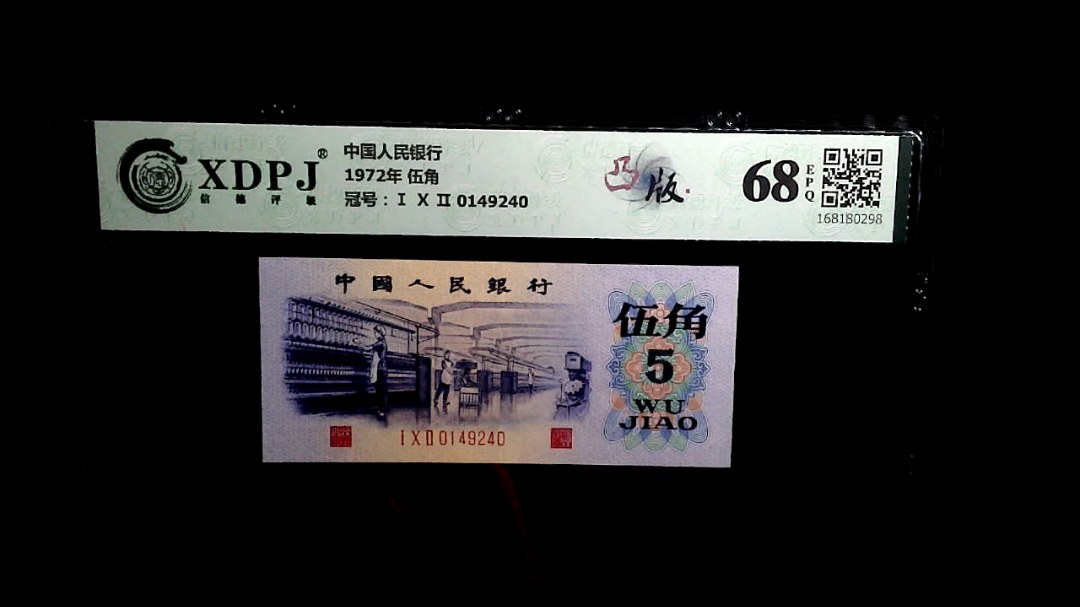 XDPJ®
信德评级
中国人民银行
1972年 伍角
冠号：Ⅰ Ⅹ Ⅱ 0149240
凸版
68 EPQ
168180298
中國人民銀行
伍角
5
WU
JIAO
ⅠⅩⅡ0149240